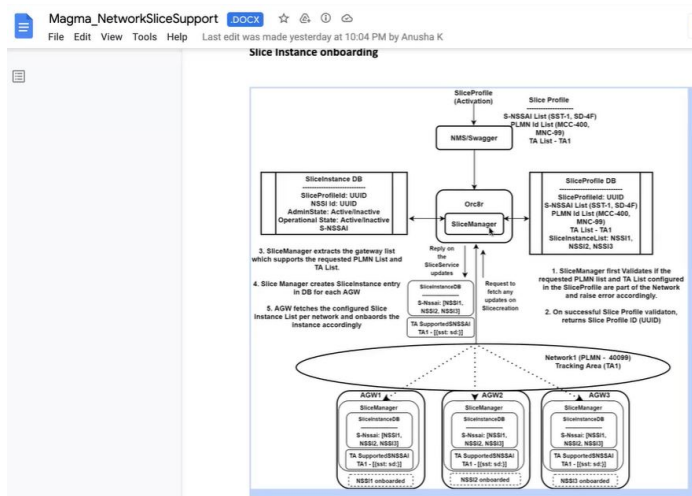 Magma_NetworkSliceSupport .DOCX
File Edit View Tools Help Last edit was made yesterday at 10:04 PM by Anusha K
Slice Instance onboarding
SliceProfile
(Activation)
Slice Profile
S-NSSAI List (SST-1, SD-4F)
PLMN Id List (MCC-400,
MNC-99)
TA List - TA1
NMS/Swagger
SliceInstance DB
SliceProfileId: UUID
NSSI Id: UUID
AdminState: Active/Inactive
Operational State: Active/Inactive
S-NSSAI
Orc8r
SliceManager
SliceProfile DB
SliceProfileId: UUID
S-NSSAI List (SST-1, SD-4F)
PLMN Id List (MCC-400,
MNC-99)
TA List - TA1
SliceInstanceList: NSSI1,
NSSI2, NSSI3
3. SliceManager extracts the gateway list
which supports the requested PLMN List and
TA List.
4. Slice Manager creates SliceInstance entry
in DB for each AGW
5. AGW fetches the configured Slice
Instance List per network and onbaords the
instance accordingly
Reply on
the
SliceService
updates
SliceInstanceDB
S-Nssai: [NSSI1,
NSSI2, NSSI3]
TA SupportedSNSSAI
TA1 - [{sst: sd:}]
Request to
fetch any
updates on
Slicecreation
1. SliceManager first Validates if the
requested PLMN list and TA List configured
in the SliceProfile are part of the Network
and raise error accordingly.
2. On successful Slice Profile validaton,
returns Slice Profile ID (UUID)
Network1 (PLMN - 40099)
Tracking Area (TA1)
AGW1
SliceManager
SliceInstanceDB
S-Nssai: [NSSI1,
NSSI2, NSSI3]
TA SupportedSNSSAI
TA1 - [{sst: sd:}]
NSSI1 onboarded
AGW2
SliceManager
SliceInstanceDB
S-Nssai: [NSSI1,
NSSI2, NSSI3]
TA SupportedSNSSAI
TA1 - [{sst: sd:}]
NSSI2 onboarded
AGW3
SliceManager
SliceInstanceDB
S-Nssai: [NSSI1,
NSSI2, NSSI3]
TA SupportedSNSSAI
TA1 - [{sst: sd:}]
NSSI3 onboarded